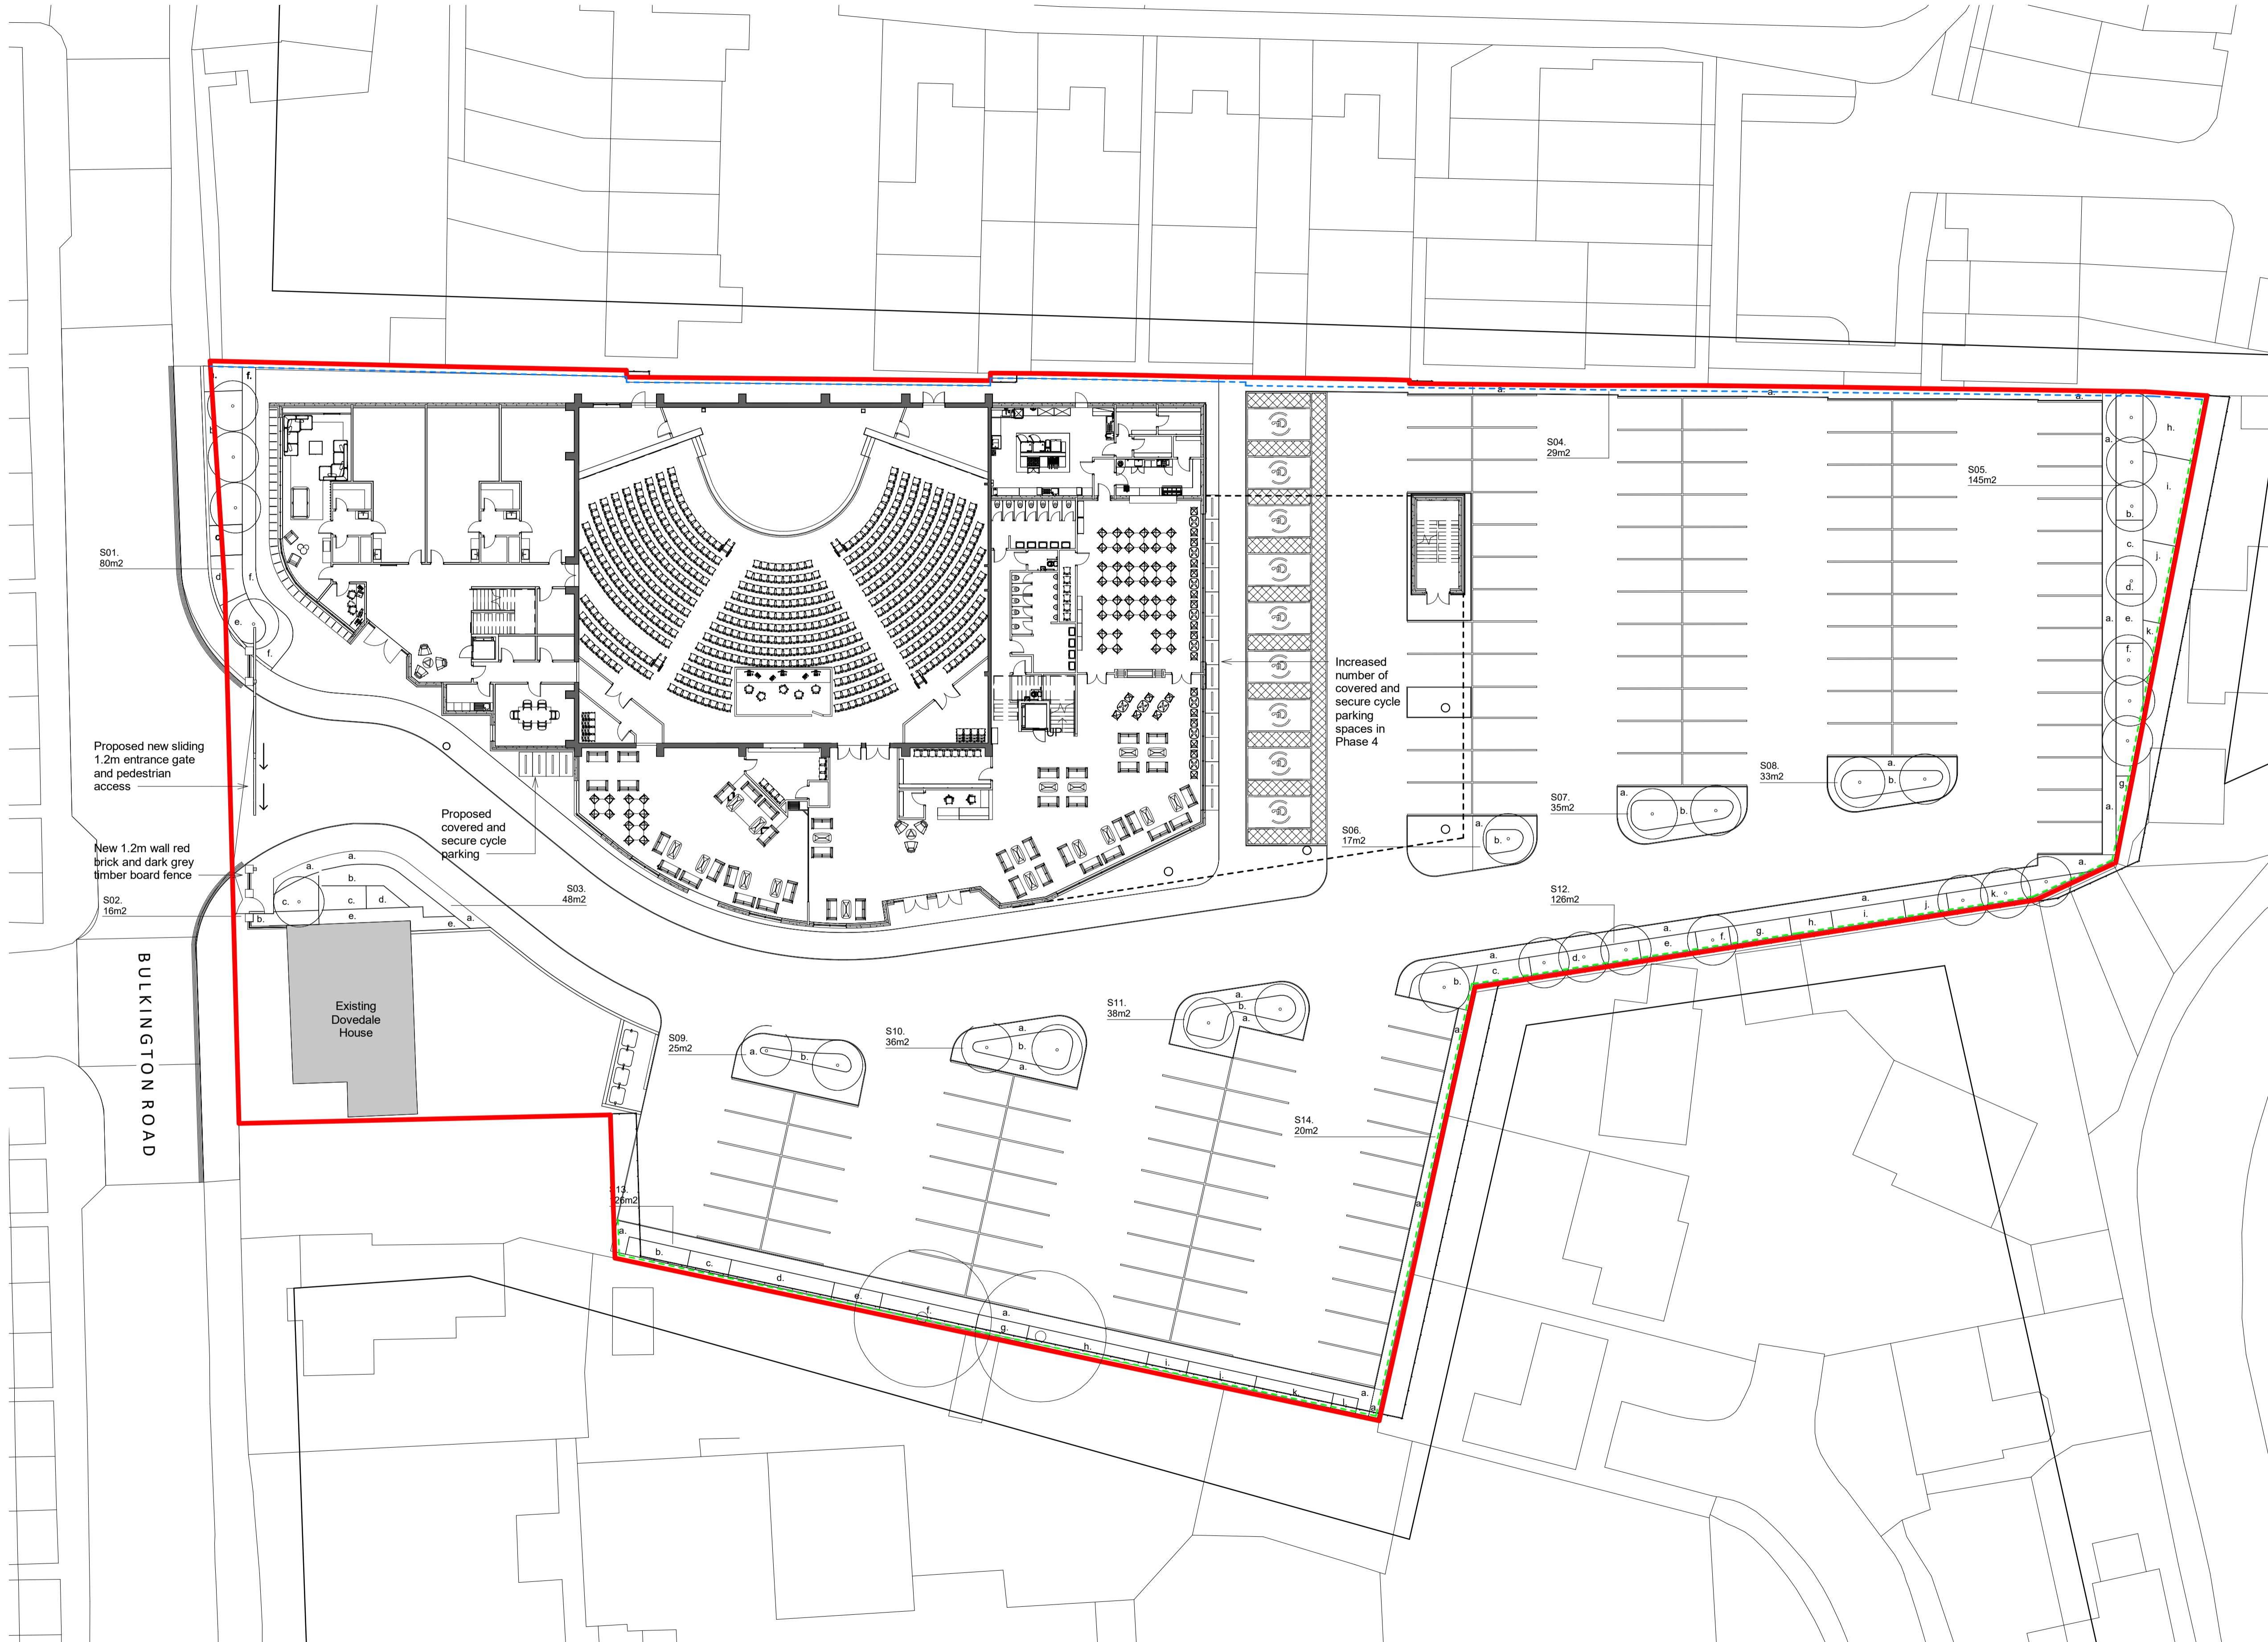 S01.
80m2
Proposed new sliding
1.2m entrance gate
and pedestrian
access
New 1.2m wall red
brick and dark grey
timber board fence
S02.
16m2
BULKINGTON ROAD
Existing
Dovedale
House
S03.
48m2
Proposed
covered and
secure cycle
parking
Increased
number of
covered and
secure cycle
parking
spaces in
Phase 4
S04.
29m2
S05.
145m2
S06.
17m2
S07.
35m2
S08.
33m2
S09.
25m2
S10.
36m2
S11.
38m2
S12.
126m2
S14.
20m2
13.
26m2
f.
f.
d.
e.
f.
a.
a.
b.
c.
c.
d.
b.
e.
a.
e.
a.
a.
a.
a.
h.
i.
b.
c.
j.
d.
a.
e.
k.
f.
g.
a.
a.
b.
a.
b.
a.
b.
a.
b.
a.
b.
a.
a.
b.
a.
b.
c.
a.
d.
e.
a.
f.
g.
h.
a.
i.
j.
k.
a.
a.
a.
a.
b.
c.
d.
e.
f.
a.
g.
h.
i.
j.
k.
l.
a.
a.